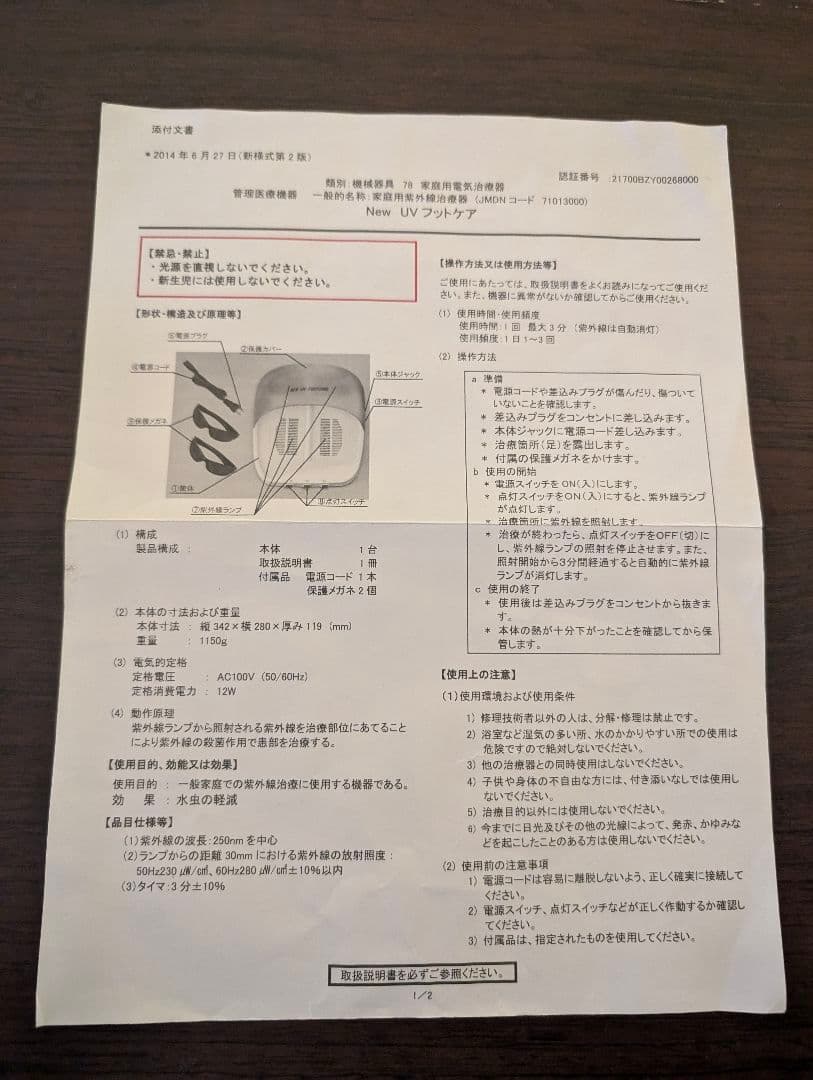 添付文書
*2014年6月27日(新様式第2版)
認証番号 :21700BZY00268000
類別:機械器具 78 家庭用電気治療器
管理医療機器 一般的名称:家庭用紫外線治療器 (JMDNコード 71013000)
New UVフットケア
【禁忌・禁止】
・光源を直視しないでください。
・新生児には使用しないでください。
【形状・構造及び原理等】
⑥電源プラグ
②保護カバー
④電源コード
⑤本体ジャック
③電源スイッチ
⑨保護メガネ
①筐体
⑧点灯スイッチ
⑦紫外線ランプ
(1) 構成
製品構成 : 本体 1台
取扱説明書 1冊
付属品 電源コード 1本
保護メガネ 2個
(2) 本体の寸法および重量
本体寸法 : 縦342×横280×厚み119 (mm)
重量 : 1150g
(3) 電気的定格
定格電圧 : AC100V (50/60Hz)
定格消費電力 : 12W
(4) 動作原理
紫外線ランプから照射される紫外線を治療部位にあてること
により紫外線の殺菌作用で患部を治療する。
【使用目的、効能又は効果】
使用目的 : 一般家庭での紫外線治療に使用する機器である。
効 果 : 水虫の軽減
【品目仕様等】
(1)紫外線の波長:250nmを中心
(2)ランプからの距離30mmにおける紫外線の放射照度:
50Hz230μW/c㎡、60Hz280μW/c㎡±10%以内
(3)タイマ:3分±10%
【操作方法又は使用方法等】
ご使用にあたっては、取扱説明書をよくお読みになってご使用くだ
さい。また、機器に異常がないか確認してからご使用ください。
(1) 使用時間・使用頻度
使用時間:1回 最大3分 (紫外線は自動消灯)
使用頻度:1日1~3回
(2) 操作方法
a 準備
* 電源コードや差込みプラグが傷んだり、傷ついて
いないことを確認します。
* 差込みプラグをコンセントに差し込みます。
* 本体ジャックに電源コード差し込みます。
* 治療箇所(足)を露出します。
* 付属の保護メガネをかけます。
b 使用の開始
* 電源スイッチをON(入)にします。
* 点灯スイッチをON(入)にすると、紫外線ランプ
が点灯します。
* 治療箇所に紫外線を照射します。
* 治療が終わったら、点灯スイッチをOFF(切)に
し、紫外線ランプの照射を停止させます。また、
照射開始から3分間経過すると自動的に紫外線
ランプが消灯します。
c 使用の終了
* 使用後は差込みプラグをコンセントから抜きま
す。
* 本体の熱が十分下がったことを確認してから保
管します。
【使用上の注意】
(1)使用環境および使用条件
1) 修理技術者以外の人は、分解・修理は禁止です。
2) 浴室など湿気の多い所、水のかかりやすい所での使用は
危険ですので絶対しないでください。
3) 他の治療器との同時使用はしないでください。
4) 子供や身体の不自由な方には、付き添いなしでは使用し
ないでください。
5) 治療目的以外には使用しないでください。
6) 今までに日光及びその他の光線によって、発赤、かゆみな
どを起こしたことのある方は使用しないでください。
(2) 使用前の注意事項
1) 電源コードは容易に離脱しないよう、正しく確実に接続して
ください。
2) 電源スイッチ、点灯スイッチなどが正しく作動するか確認し
てください。
3) 付属品は、指定されたものを使用してください。
取扱説明書を必ずご参照ください。
1/2